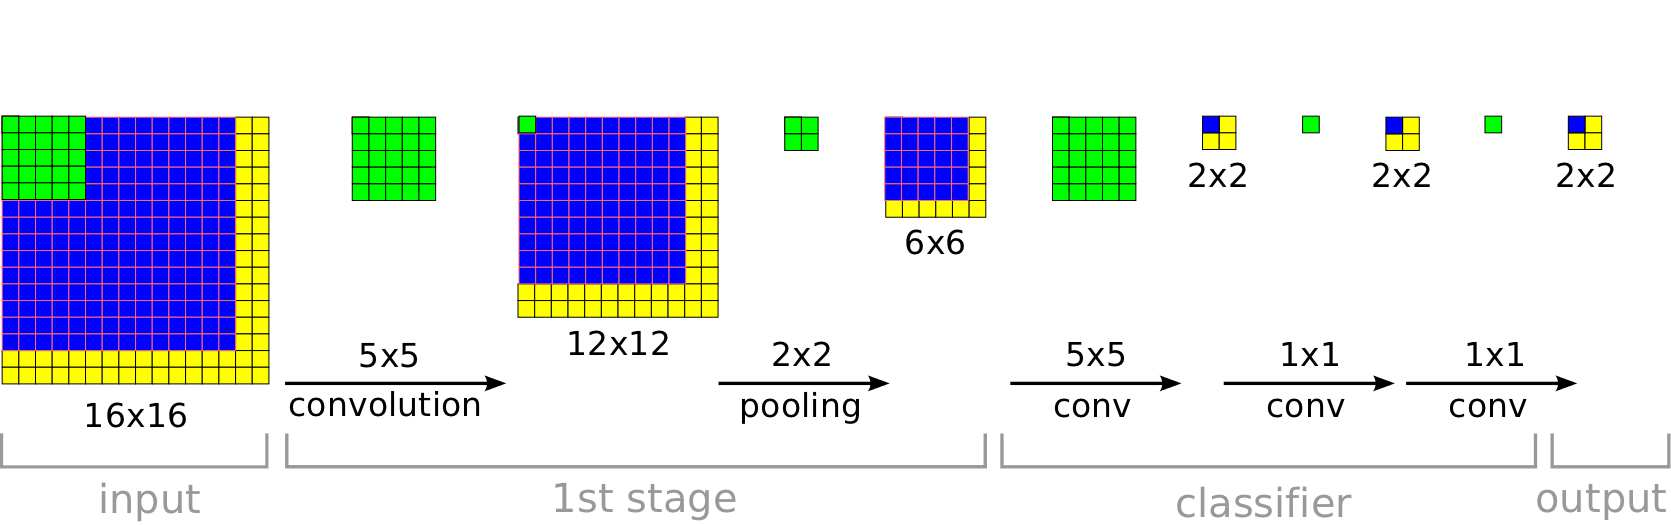 2x2
2x2
2x2
6x6
16x16
5x5
convolution
12x12
2x2
pooling
5x5
conv
1x1
conv
1x1
conv
input
1st stage
classifier
output